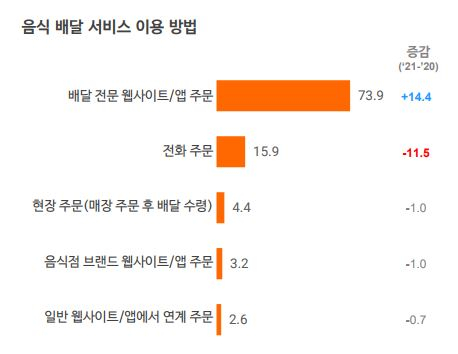 음식 배달 서비스 이용 방법
증감
(‘21-’20)
배달 전문 웹사이트/앱 주문 73.9 +14.4
전화 주문 15.9 -11.5
현장 주문(매장 주문 후 배달 수령) 4.4 -1.0
음식점 브랜드 웹사이트/앱 주문 3.2 -1.0
일반 웹사이트/앱에서 연계 주문 2.6 -0.7